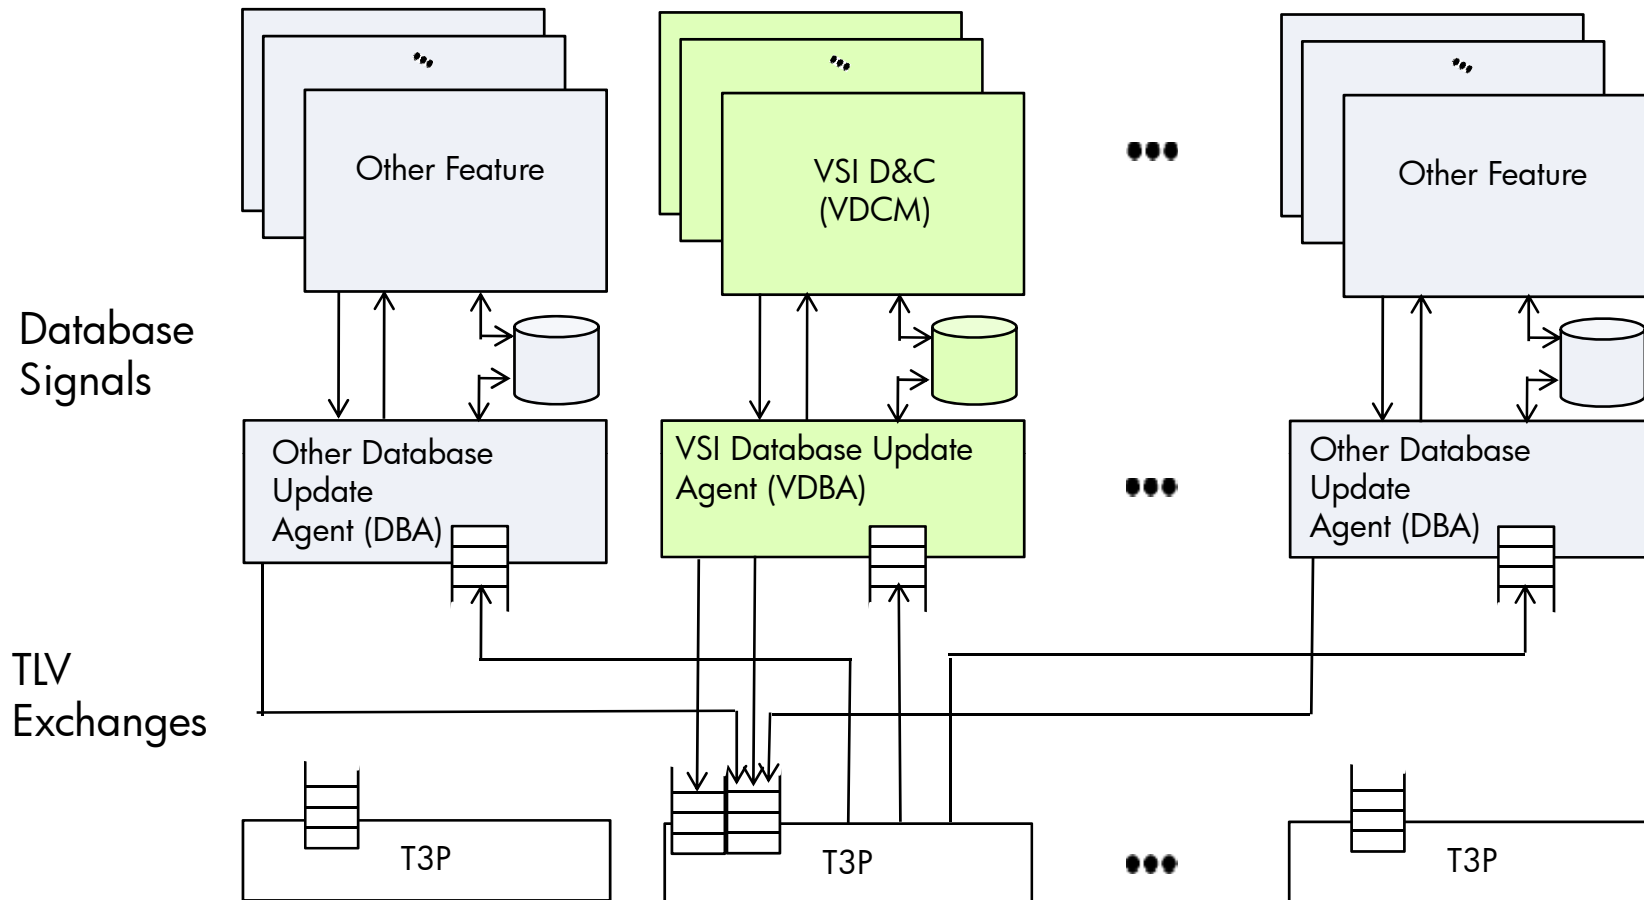 Other Feature
VSI D&C
(VDCM)
Other Feature
Database
Signals
Other Database
Update
Agent (DBA)
VSI Database Update
Agent (VDBA)
Other Database
Update
Agent (DBA)
TLV
Exchanges
T3P
T3P
T3P